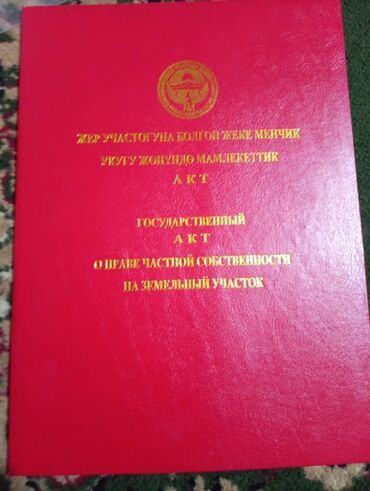 ЖЕР УЧАСТОГУНА БОЛГОН ЖЕКЕ МЕНЧИК
УКУГУ ЖӨНҮНДӨ МАМЛЕКЕТТИК
АКТ
ГОСУДАРСТВЕННЫЙ
АКТ
О ПРАВЕ ЧАСТНОЙ СОБСТВЕННОСТИ
НА ЗЕМЕЛЬНЫЙ УЧАСТОК